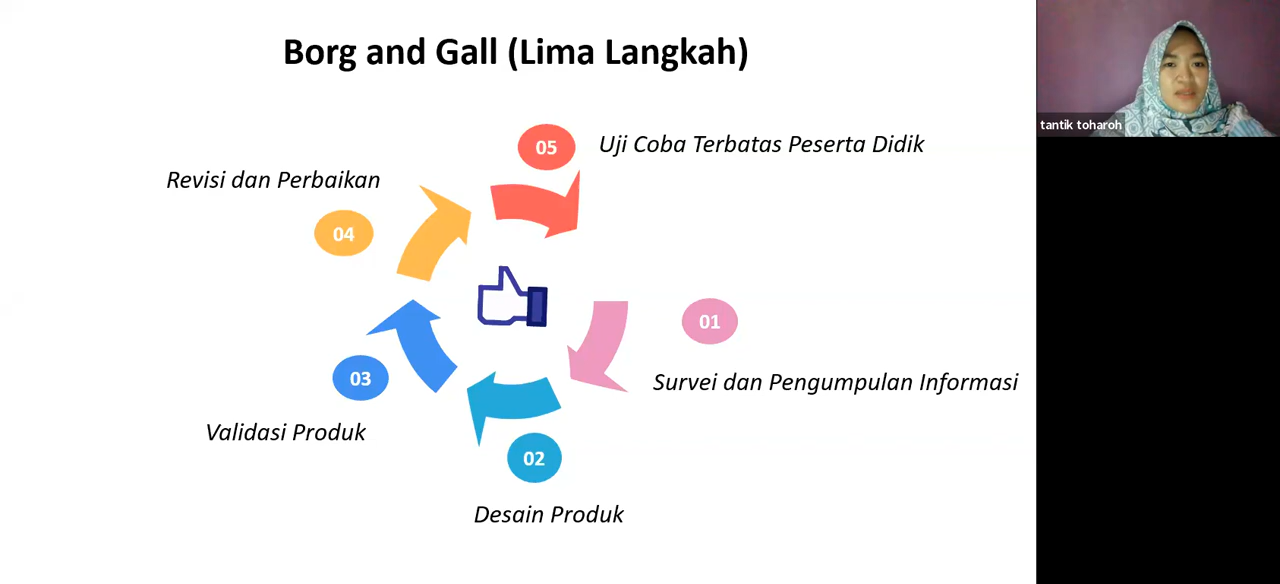 Borg and Gall (Lima Langkah)
05
Uji Coba Terbatas Peserta Didik
Revisi dan Perbaikan
04
01
Survei dan Pengumpulan Informasi
03
Validasi Produk
02
Desain Produk
tantik toharoh